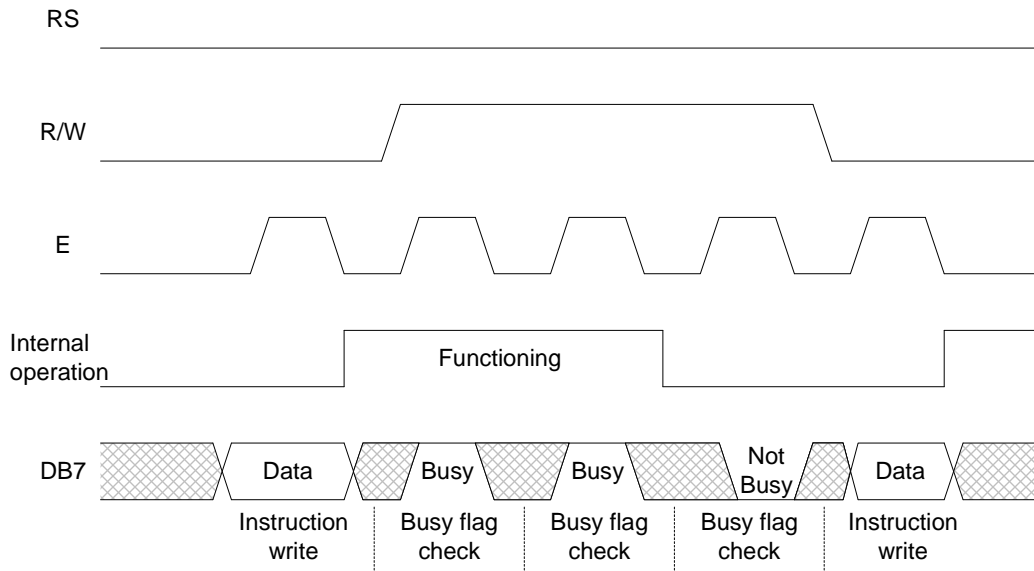 RS
R/W
E
Internal
operation
Functioning
DB7
Data
Busy
Busy
Not
Busy
Data
Instruction
write
Busy flag
check
Busy flag
check
Busy flag
check
Instruction
write